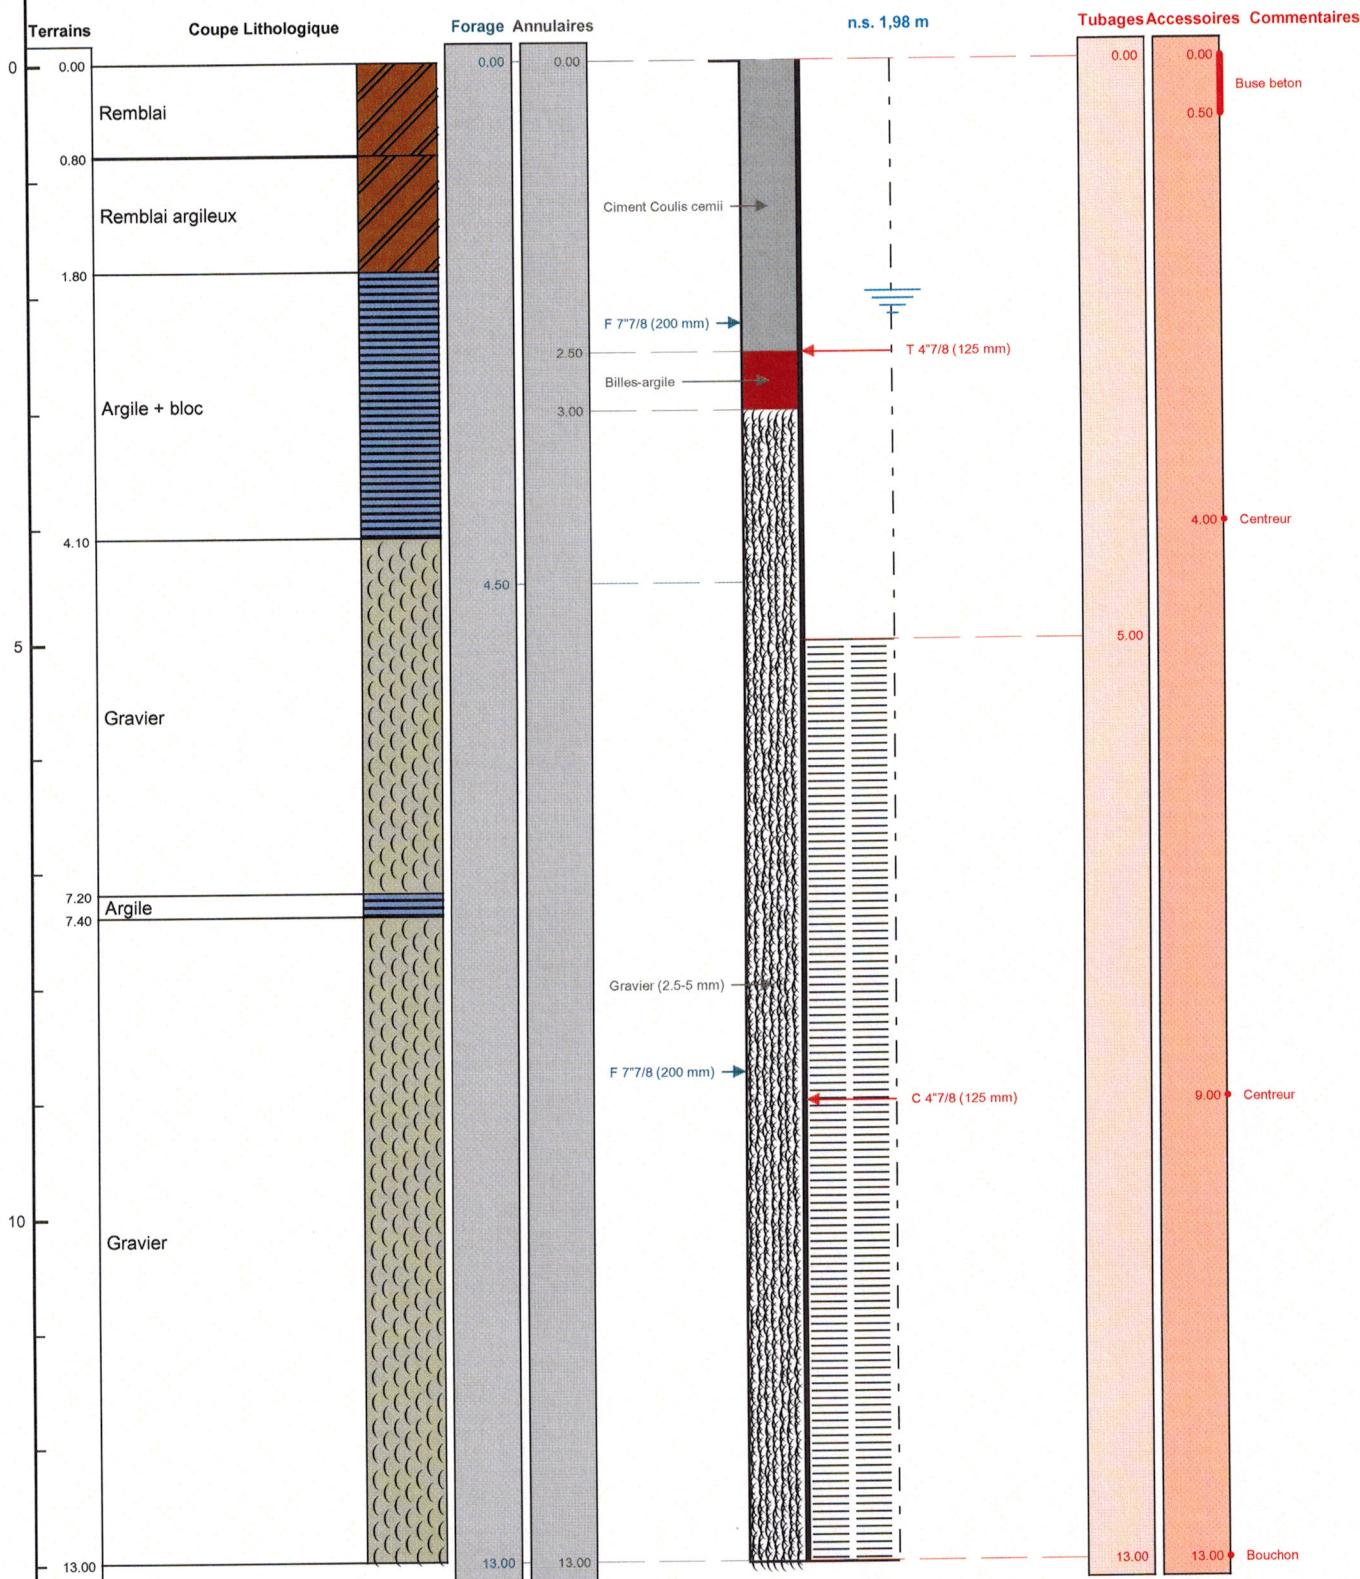 Terrains Coupe Lithologique Forage Annulaires n.s. 1,98 m Tubages Accessoires Commentaires
0 0.00 0.00 0.00 0.00 0.00
Buse beton
Remblai 0.50
0.80
Ciment Coulis cemii
Remblai argileux
1.80
F 7"7/8 (200 mm)
2.50 T 4"7/8 (125 mm)
Billes-argile
Argile + bloc 3.00
4.00 Centreur
4.10
4.50
5 5.00
Gravier
7.20
Argile
7.40
Gravier (2.5-5 mm)
F 7"7/8 (200 mm)
C 4"7/8 (125 mm) 9.00 Centreur
10
Gravier
13.00 13.00 13.00 13.00 13.00 Bouchon